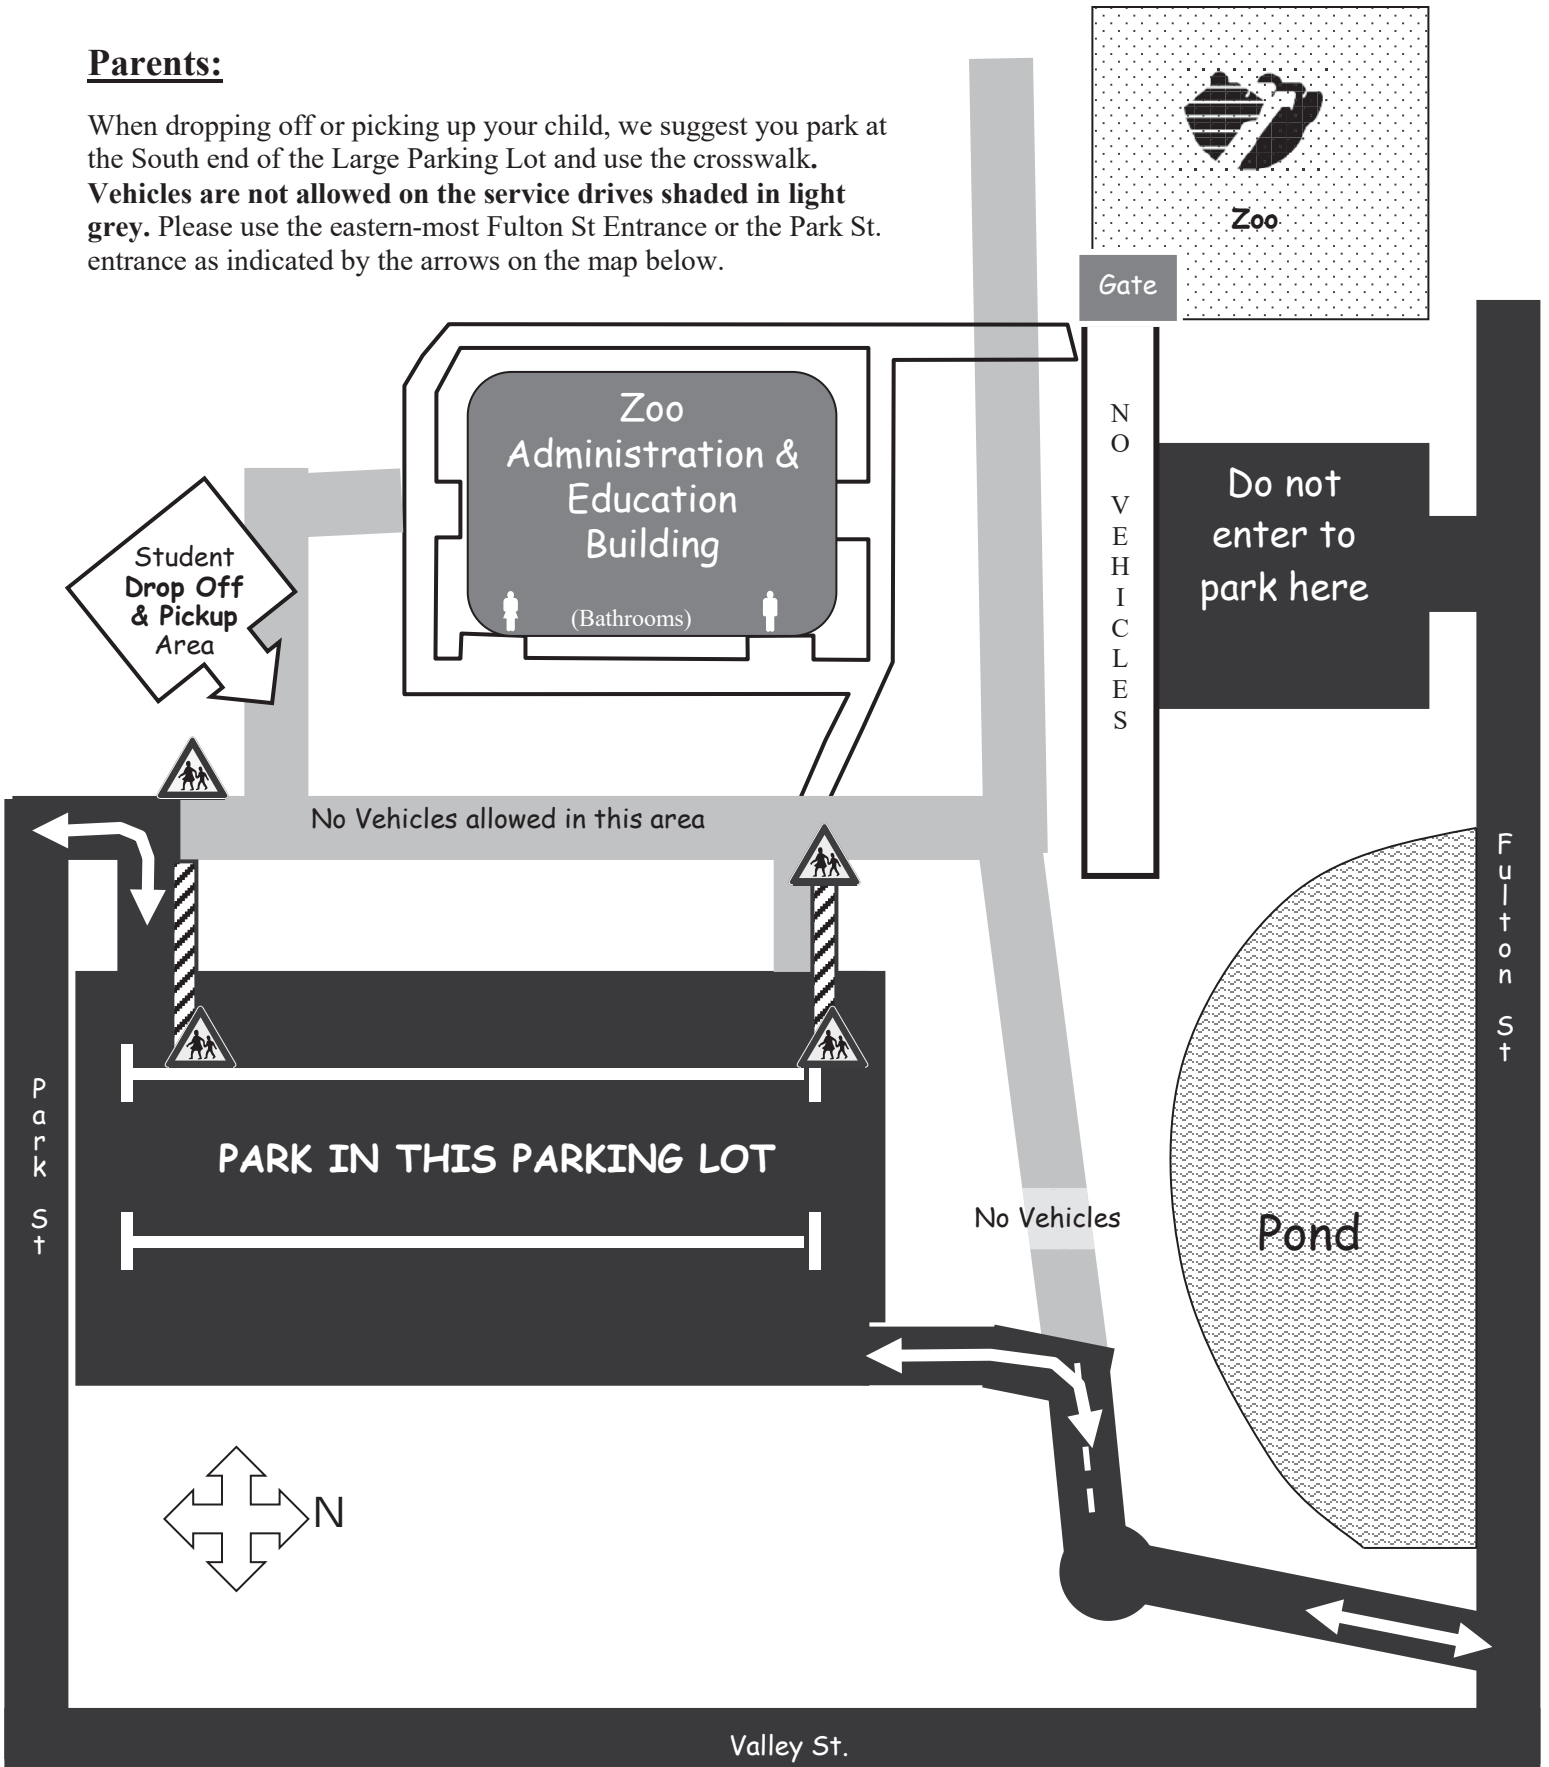 Parents:
When dropping off or picking up your child, we suggest you park at
the South end of the Large Parking Lot and use the crosswalk.
Vehicles are not allowed on the service drives shaded in light
grey. Please use the eastern-most Fulton St Entrance or the Park St.
entrance as indicated by the arrows on the map below.
Zoo
Gate
Zoo
Administration &
Education
Building
(Bathrooms)
NO VEHICLES
Do not
enter to
park here
Student
Drop Off
& Pickup
Area
No Vehicles allowed in this area
Fulton St
Park St
PARK IN THIS PARKING LOT
No Vehicles
Pond
N
Valley St.